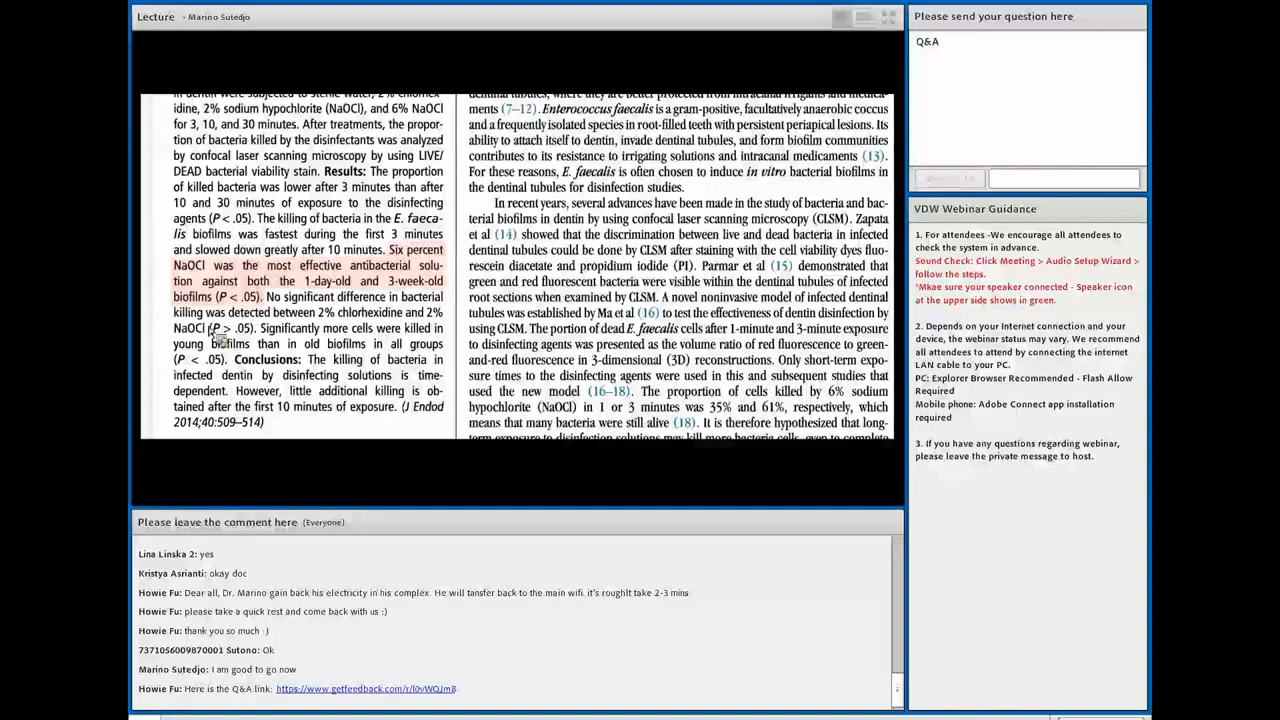 Lecture - Marino Sutedjo
idine, 2% sodium hypochlorite (NaOCl), and 6% NaOCl
for 3, 10, and 30 minutes. After treatments, the propor-
tion of bacteria killed by the disinfectants was analyzed
by confocal laser scanning microscopy by using LIVE/
DEAD bacterial viability stain. Results: The proportion
of killed bacteria was lower after 3 minutes than after
10 and 30 minutes of exposure to the disinfecting
agents (P < .05). The killing of bacteria in the E. faeca-
lis biofilms was fastest during the first 3 minutes
and slowed down greatly after 10 minutes. Six percent
NaOCl was the most effective antibacterial solu-
tion against both the 1-day-old and 3-week-old
biofilms (P < .05). No significant difference in bacterial
killing was detected between 2% chlorhexidine and 2%
NaOCl (P > .05). Significantly more cells were killed in
young biofilms than in old biofilms in all groups
(P < .05). Conclusions: The killing of bacteria in
infected dentin by disinfecting solutions is time-
dependent. However, little additional killing is ob-
tained after the first 10 minutes of exposure. (J Endod
2014;40:509–514)
ments (7–12). Enterococcus faecalis is a gram-positive, facultatively anaerobic coccus
and a frequently isolated species in root-filled teeth with persistent periapical lesions. Its
ability to attach itself to dentin, invade dentinal tubules, and form biofilm communities
contributes to its resistance to irrigating solutions and intracanal medicaments (13).
For these reasons, E. faecalis is often chosen to induce in vitro bacterial biofilms in
the dentinal tubules for disinfection studies.
In recent years, several advances have been made in the study of bacteria and bac-
terial biofilms in dentin by using confocal laser scanning microscopy (CLSM). Zapata
et al (14) showed that the discrimination between live and dead bacteria in infected
dentinal tubules could be done by CLSM after staining with the cell viability dyes fluo-
rescein diacetate and propidium iodide (PI). Parmar et al (15) demonstrated that
green and red fluorescent bacteria were visible within the dentinal tubules of infected
root sections when examined by CLSM. A novel noninvasive model of infected dentinal
tubules was established by Ma et al (16) to test the effectiveness of dentin disinfection by
using CLSM. The portion of dead E. faecalis cells after 1-minute and 3-minute exposure
to disinfecting agents was presented as the volume ratio of red fluorescence to green-
and-red fluorescence in 3-dimensional (3D) reconstructions. Only short-term expo-
sure times to the disinfecting agents were used in this and subsequent studies that
used the new model (16–18). The proportion of cells killed by 6% sodium
hypochlorite (NaOCl) in 1 or 3 minutes was 35% and 61%, respectively, which
means that many bacteria were still alive (18). It is therefore hypothesized that long-
Please leave the comment here (Everyone)
Lina Linska 2: yes
Kristya Asrianti: okay doc
Howie Fu: Dear all, Dr. Marino gain back his electricity in his complex. He will tansfer back to the main wifi. it's roughlt take 2-3 mins
Howie Fu: please take a quick rest and come back with us :)
Howie Fu: thank you so much :)
7371056009870001 Sutono: Ok
Marino Sutedjo: I am good to go now
Howie Fu: Here is the Q&A link: https://www.getfeedback.com/r/l0vWQJm8
Please send your question here
Q&A
VDW Webinar Guidance
1. For attendees -We encourage all attendees to
check the system in advance.
Sound Check: Click Meeting > Audio Setup Wizard >
follow the steps.
*Mkae sure your speaker connected - Speaker icon
at the upper side shows in green.
2. Depends on your Internet connection and your
device, the webinar status may vary. We recommend
all attendees to attend by connecting the internet
LAN cable to your PC.
PC: Explorer Browser Recommended - Flash Allow
Required
Mobile phone: Adobe Connect app installation
required
3. If you have any questions regarding webinar,
please leave the private message to host.